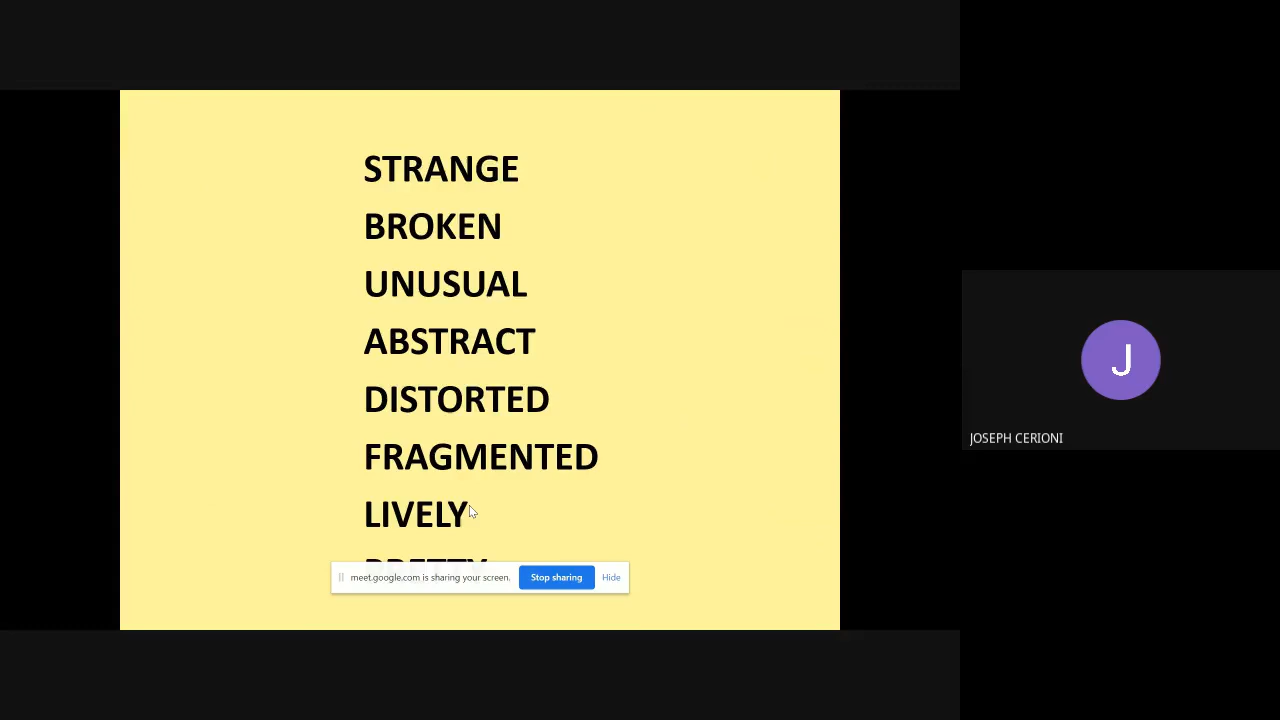 STRANGE
BROKEN
UNUSUAL
ABSTRACT
DISTORTED
FRAGMENTED
LIVELY
meet.google.com is sharing your screen. Stop sharing Hide
J
JOSEPH CERIONI